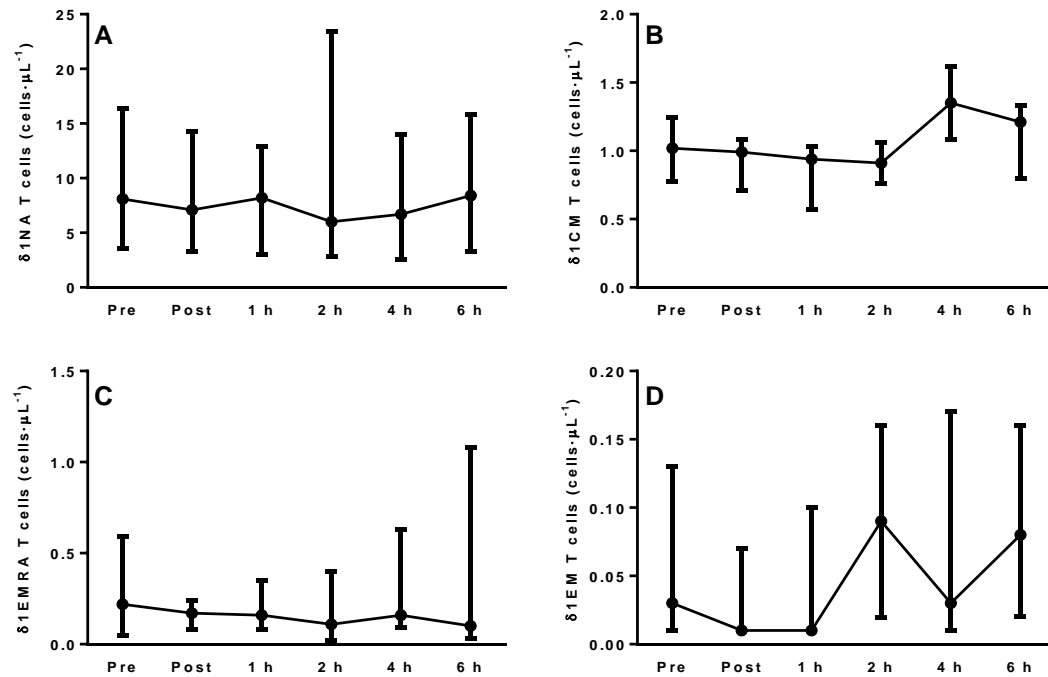 A
δ1NA T cells (cells·μL⁻¹)
25
20
15
10
5
0
Pre Post 1 h 2 h 4 h 6 h
B
δ1CM T cells (cells·μL⁻¹)
2.0
1.5
1.0
0.5
0.0
Pre Post 1 h 2 h 4 h 6 h
C
δ1EMRA T cells (cells·μL⁻¹)
1.5
1.0
0.5
0.0
Pre Post 1 h 2 h 4 h 6 h
D
δ1EM T cells (cells·μL⁻¹)
0.20
0.15
0.10
0.05
0.00
Pre Post 1 h 2 h 4 h 6 h